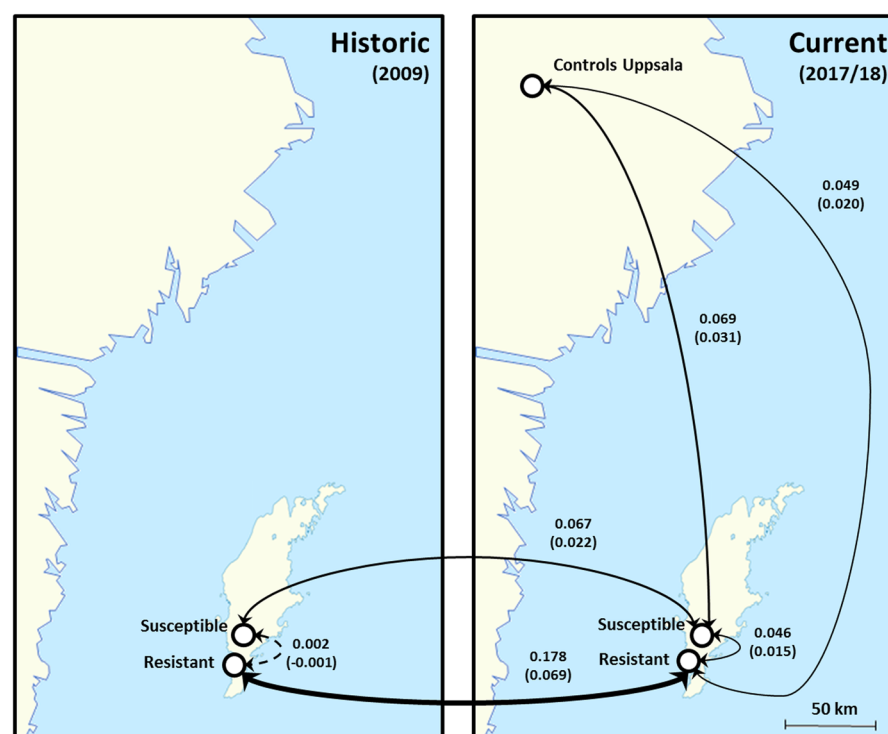 Historic
(2009)
Susceptible
Resistant
0.002
(-0.001)
Current
(2017/18)
Controls Uppsala
0.049
(0.020)
0.069
(0.031)
0.067
(0.022)
Susceptible
Resistant
0.046
(0.015)
0.178
(0.069)
50 km